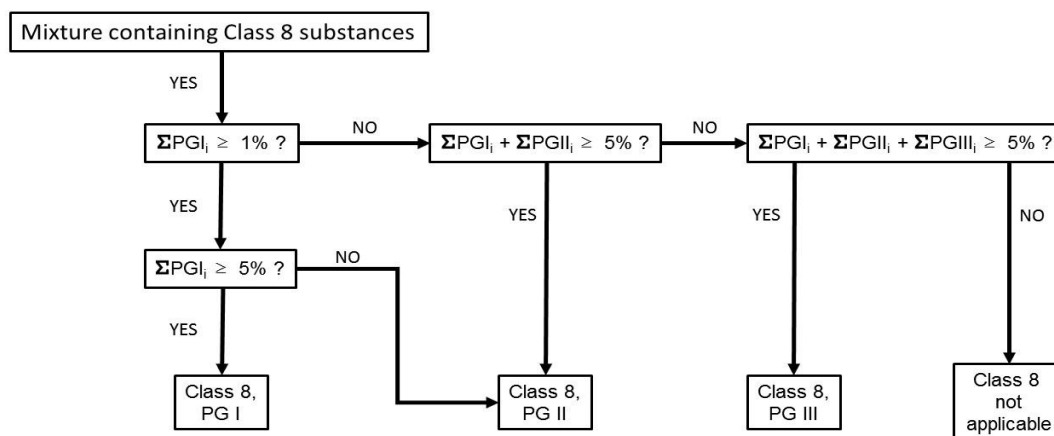 Mixture containing Class 8 substances
YES
ΣPGIᵢ ≥ 1% ?
NO
ΣPGIᵢ + ΣPGIIᵢ ≥ 5% ?
NO
ΣPGIᵢ + ΣPGIIᵢ + ΣPGIIIᵢ ≥ 5% ?
YES
YES
YES
NO
ΣPGIᵢ ≥ 5% ?
NO
YES
Class 8,
PG I
Class 8,
PG II
Class 8,
PG III
Class 8
not
applicable